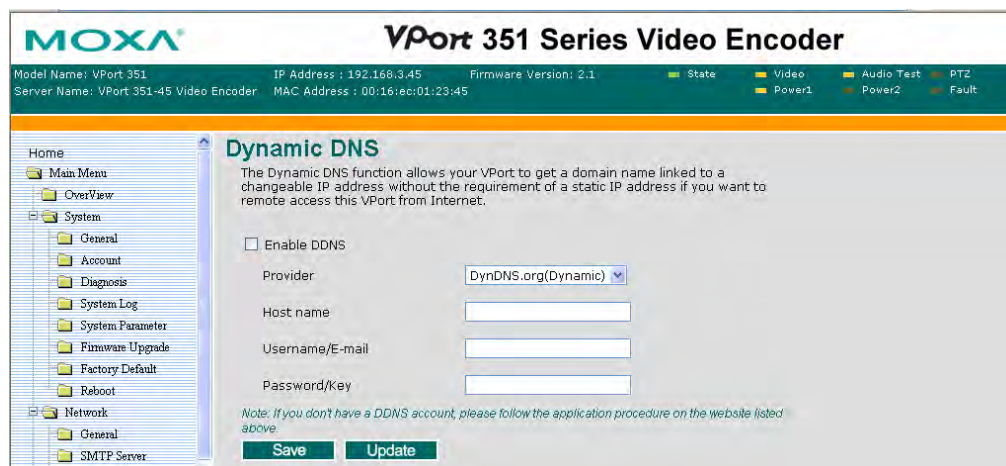 MOXA
VPort 351 Series Video Encoder
Model Name: VPort 351
IP Address : 192.168.3.45
Firmware Version: 2.1
State
Video
Audio Test
PTZ
Server Name: VPort 351-45 Video Encoder
MAC Address : 00:16:ec:01:23:45
Power1
Power2
Fault
Home
Main Menu
OverView
System
General
Account
Diagnosis
System Log
System Parameter
Firmware Upgrade
Factory Default
Reboot
Network
General
SMTP Server
Dynamic DNS
The Dynamic DNS function allows your VPort to get a domain name linked to a
changeable IP address without the requirement of a static IP address if you want to
remote access this VPort from Internet.
Enable DDNS
Provider
DynDNS.org(Dynamic)
Host name
Username/E-mail
Password/Key
Note: If you don't have a DDNS account, please follow the application procedure on the website listed
above.
Save
Update